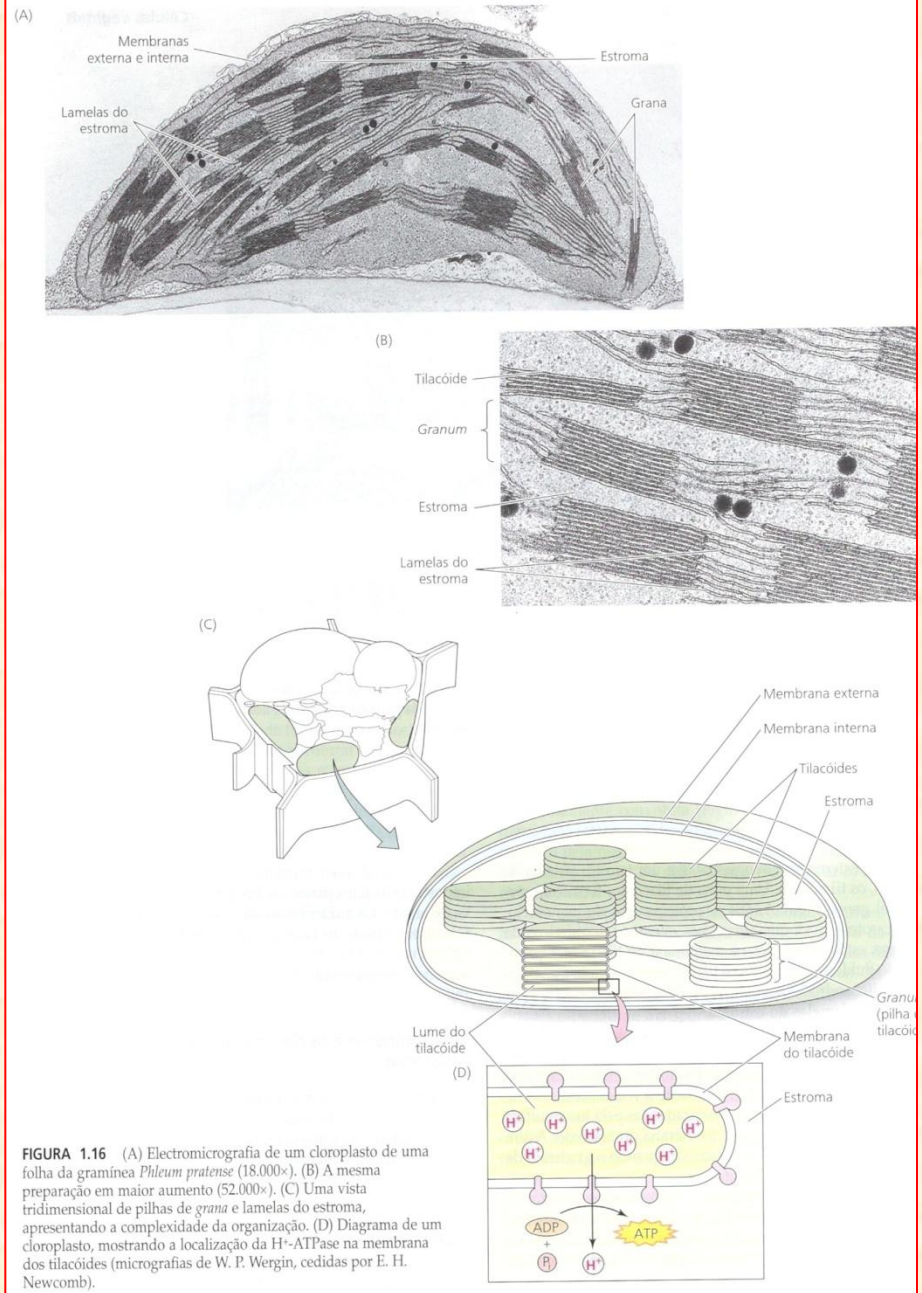 (A)
Membranas
externa e interna
Estroma
Lamelas do
estroma
Grana
(B)
Tilacóide
Granum
Estroma
Lamelas do
estroma
(C)
Membrana externa
Membrana interna
Tilacóides
Estroma
(pilha
Lume do
tilacóide
Membrana
do tilacóide
(D)
Estroma
H+ H+ H+ H+ H+
H+ H+ H+ H+
ADP
+
Pi
H+
ATP
FIGURA 1.16 (A) Electromicrografia de um cloroplasto de uma
folha da gramínea Phleum pratense (18.000×). (B) A mesma
preparação em maior aumento (52.000×). (C) Uma vista
tridimensional de pilhas de grana e lamelas do estroma,
apresentando a complexidade da organização. (D) Diagrama de um
cloroplasto, mostrando a localização da H+-ATPase na membrana
dos tilacóides (micrografias de W. P. Wergin, cedidas por E. H.
Newcomb).